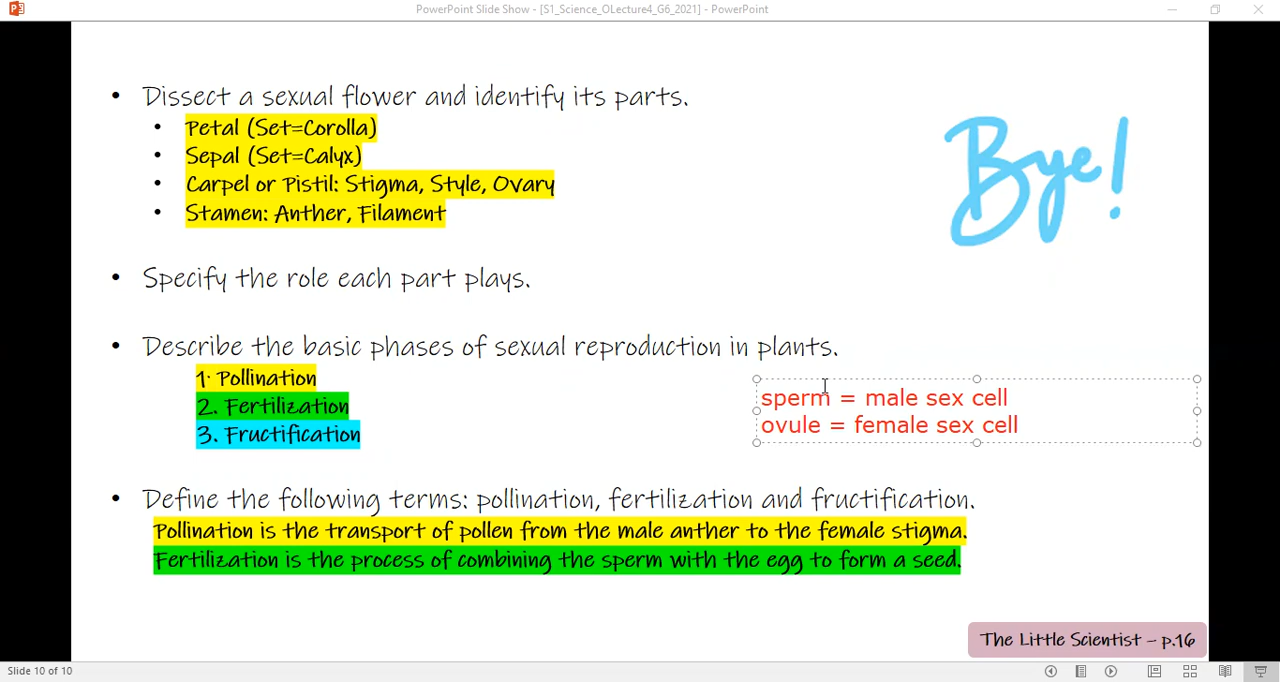 PowerPoint Slide Show - [S1_Science_OLecture4_G6_2021] - PowerPoint
• Dissect a sexual flower and identify its parts.
• Petal (Set=Corolla)
• Sepal (Set=Calyx)
• Carpel or Pistil: Stigma, Style, Ovary
• Stamen: Anther, Filament
Bye!
• Specify the role each part plays.
• Describe the basic phases of sexual reproduction in plants.
1. Pollination
2. Fertilization
3. Fructification
sperm = male sex cell
ovule = female sex cell
• Define the following terms: pollination, fertilization and fructification.
Pollination is the transport of pollen from the male anther to the female stigma.
Fertilization is the process of combining the sperm with the egg to form a seed.
The Little Scientist - p.16
Slide 10 of 10